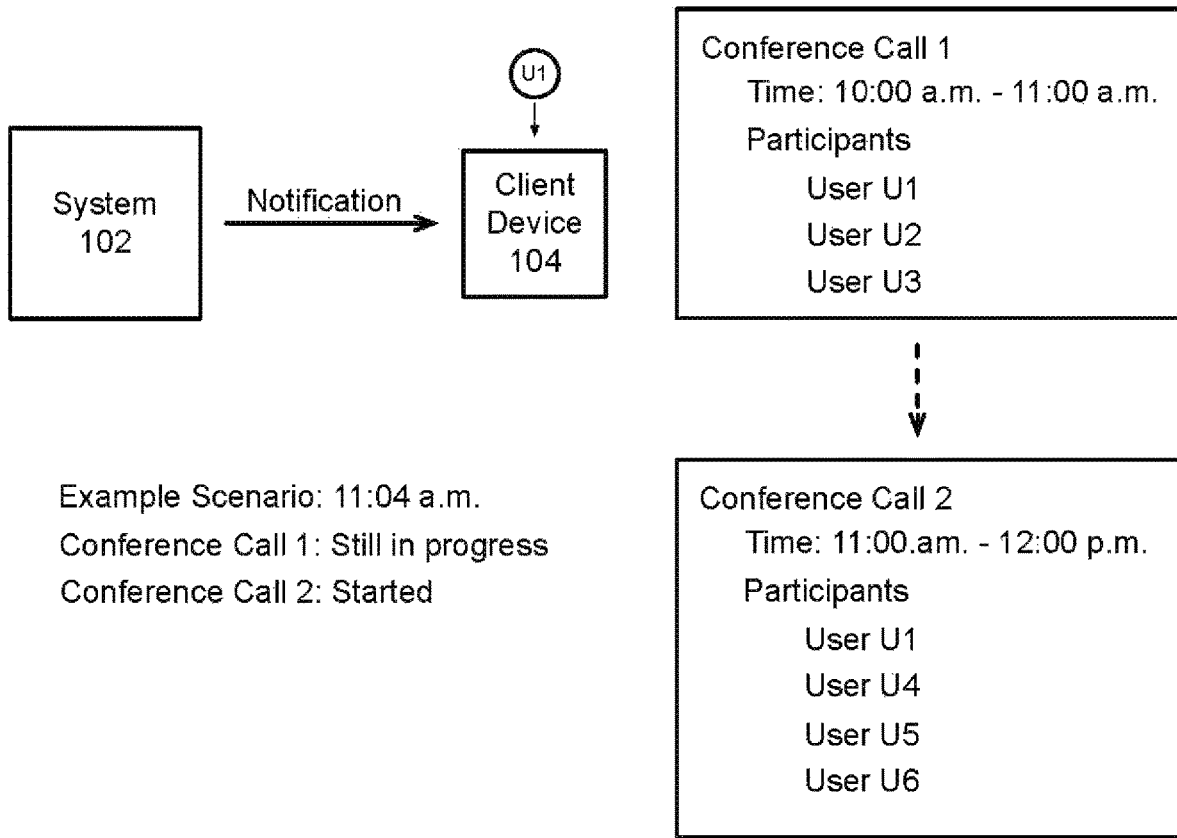 U1
System
102
Notification
Client
Device
104
Conference Call 1
Time: 10:00 a.m. - 11:00 a.m.
Participants
User U1
User U2
User U3
Example Scenario: 11:04 a.m.
Conference Call 1: Still in progress
Conference Call 2: Started
Conference Call 2
Time: 11:00.am. - 12:00 p.m.
Participants
User U1
User U4
User U5
User U6